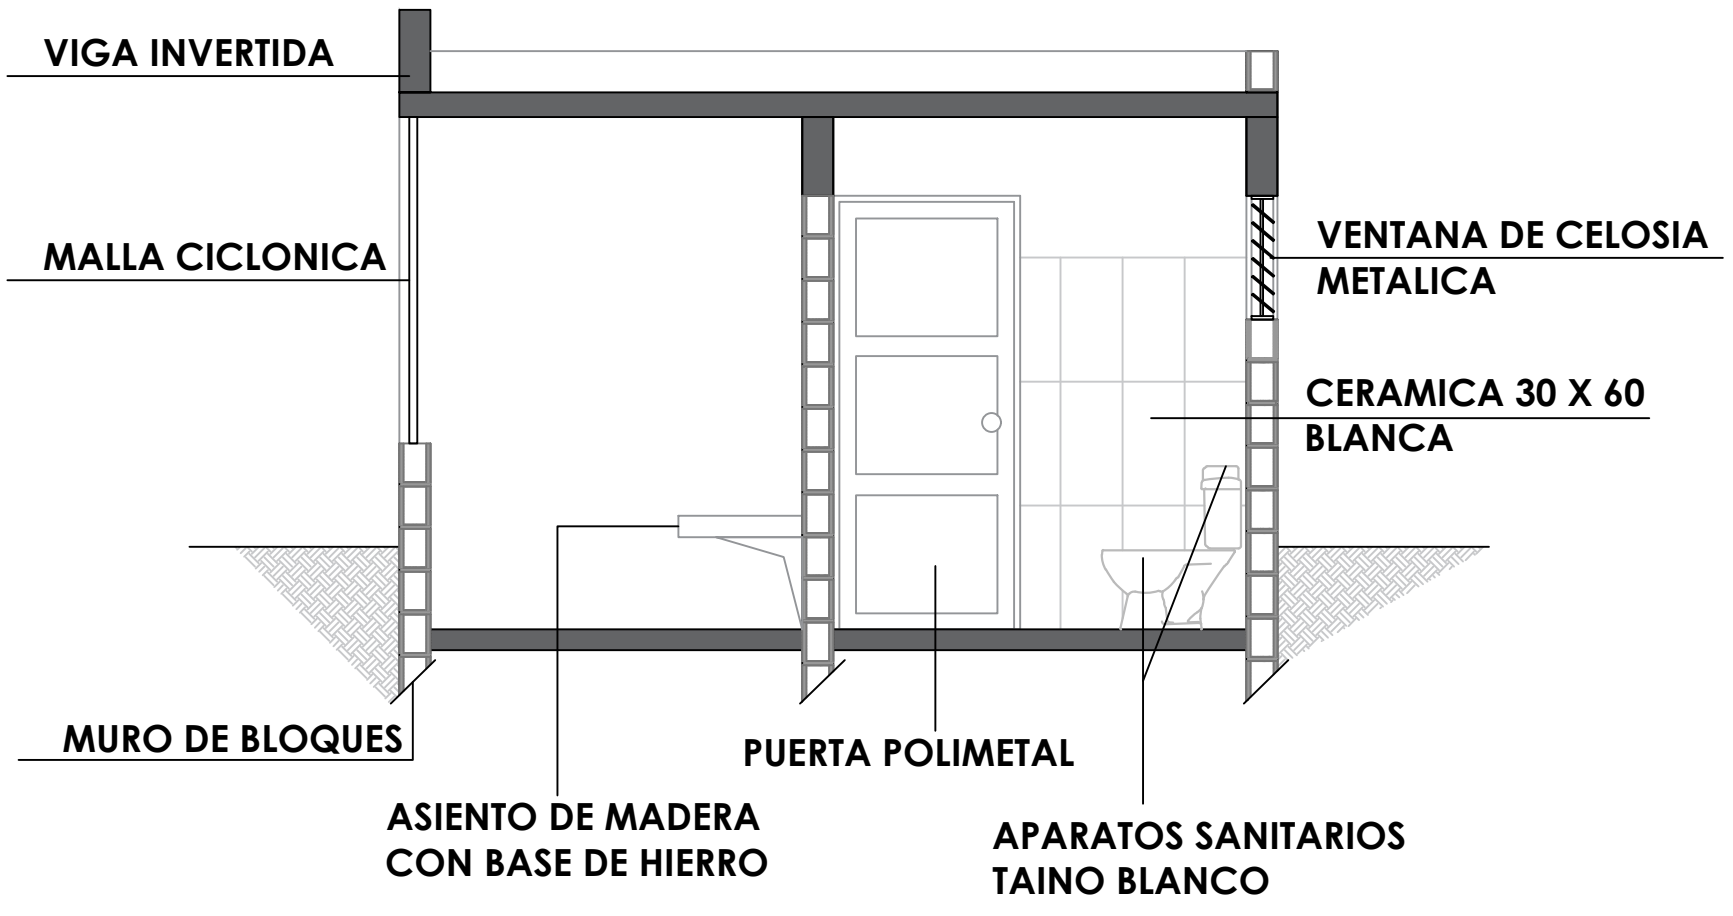 VIGA INVERTIDA
MALLA CICLONICA
VENTANA DE CELOSIA
METALICA
CERAMICA 30 X 60
BLANCA
MURO DE BLOQUES
PUERTA POLIMETAL
ASIENTO DE MADERA
CON BASE DE HIERRO
APARATOS SANITARIOS
TAINO BLANCO